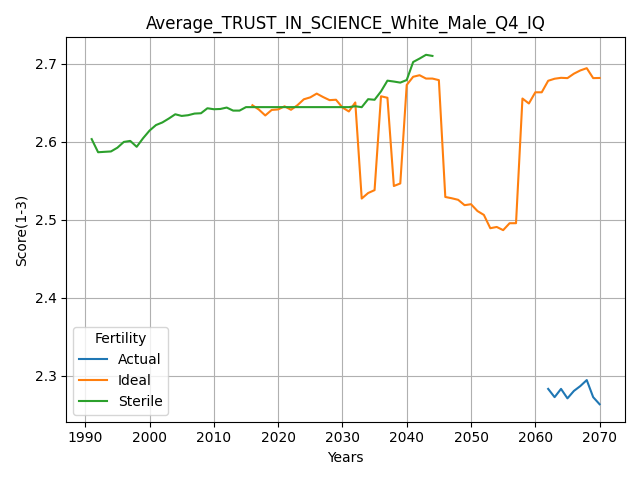 Average_TRUST_IN_SCIENCE_White_Male_Q4_IQ
2.7
2.6
2.5
2.4
2.3
Score(1-3)
Fertility
Actual
Ideal
Sterile
1990 2000 2010 2020 2030 2040 2050 2060 2070
Years